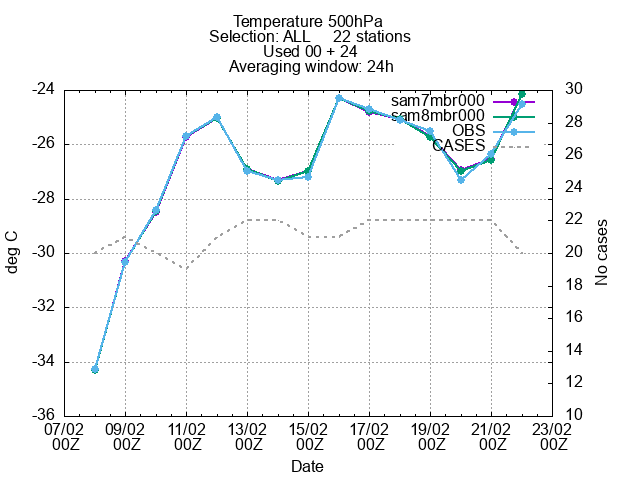 Temperature 500hPa
Selection: ALL 22 stations
Used 00 + 24
Averaging window: 24h
-24
-26
-28
-30
-32
-34
-36
deg C
sam7mbr000
sam8mbr000
OBS
CASES
30
28
26
24
22
20
18
16
14
12
10
No cases
07/02 09/02 11/02 13/02 15/02 17/02 19/02 21/02 23/02
00Z 00Z 00Z 00Z 00Z 00Z 00Z 00Z 00Z
Date